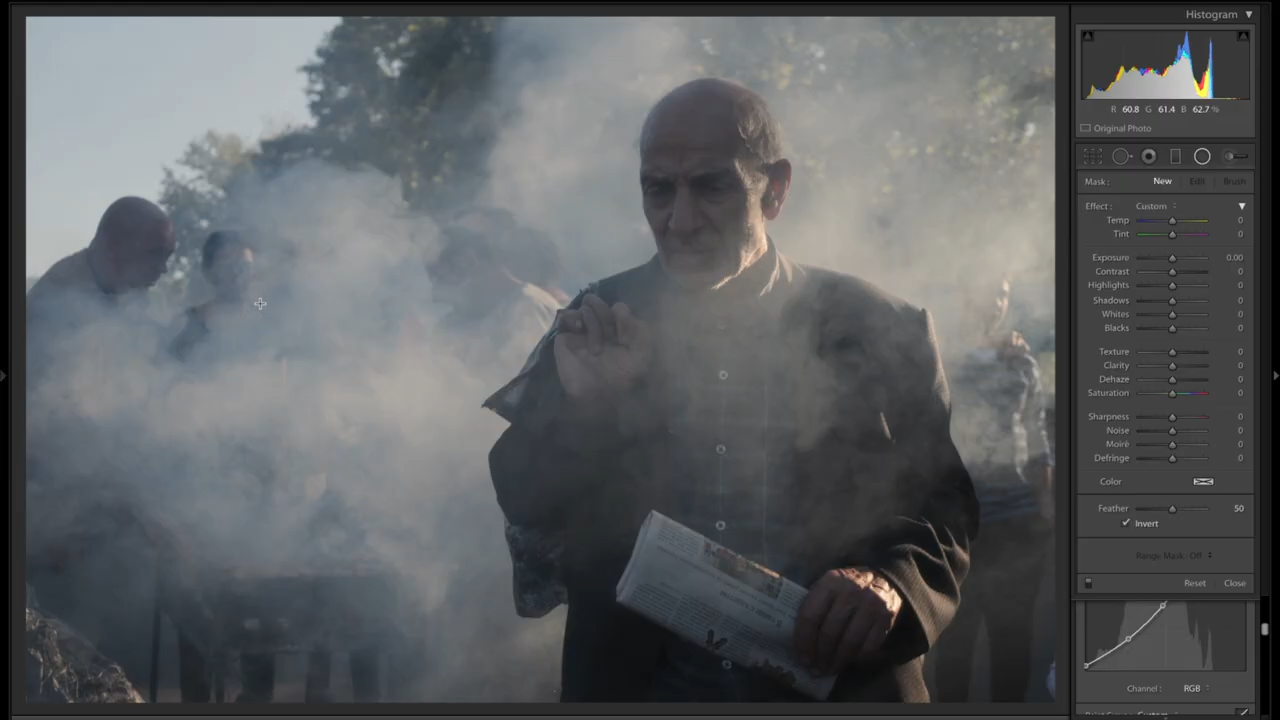 Histogram
R 60.8 G 61.4 B 62.7 %
Original Photo
Mask : New Edit Brush
Effect : Custom
Temp 0
Tint 0
Exposure 0.00
Contrast 0
Highlights 0
Shadows 0
Whites 0
Blacks 0
Texture 0
Clarity 0
Dehaze 0
Saturation 0
Sharpness 0
Noise 0
Moiré 0
Defringe 0
Color
Feather 50
Invert
Range Mask : Off
Reset Close
Channel : RGB
Point Curve : Custom